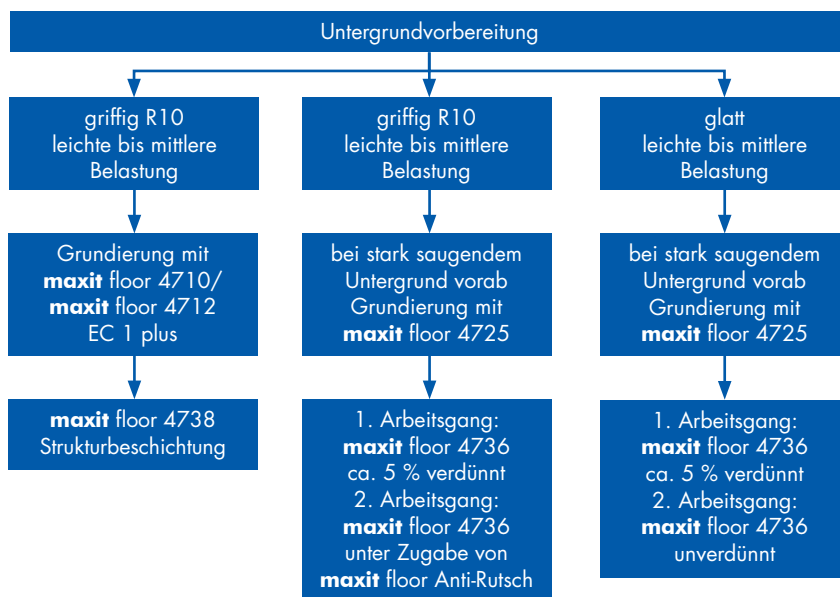 Untergrundvorbereitung
griffig R10
leichte bis mittlere
Belastung
Grundierung mit
maxit floor 4710/
maxit floor 4712
EC 1 plus
maxit floor 4738
Strukturbeschichtung
griffig R10
leichte bis mittlere
Belastung
bei stark saugendem
Untergrund vorab
Grundierung mit
maxit floor 4725
1. Arbeitsgang:
maxit floor 4736
ca. 5 % verdünnt
2. Arbeitsgang:
maxit floor 4736
unter Zugabe von
maxit floor Anti-Rutsch
glatt
leichte bis mittlere
Belastung
bei stark saugendem
Untergrund vorab
Grundierung mit
maxit floor 4725
1. Arbeitsgang:
maxit floor 4736
ca. 5 % verdünnt
2. Arbeitsgang:
maxit floor 4736
unverdünnt